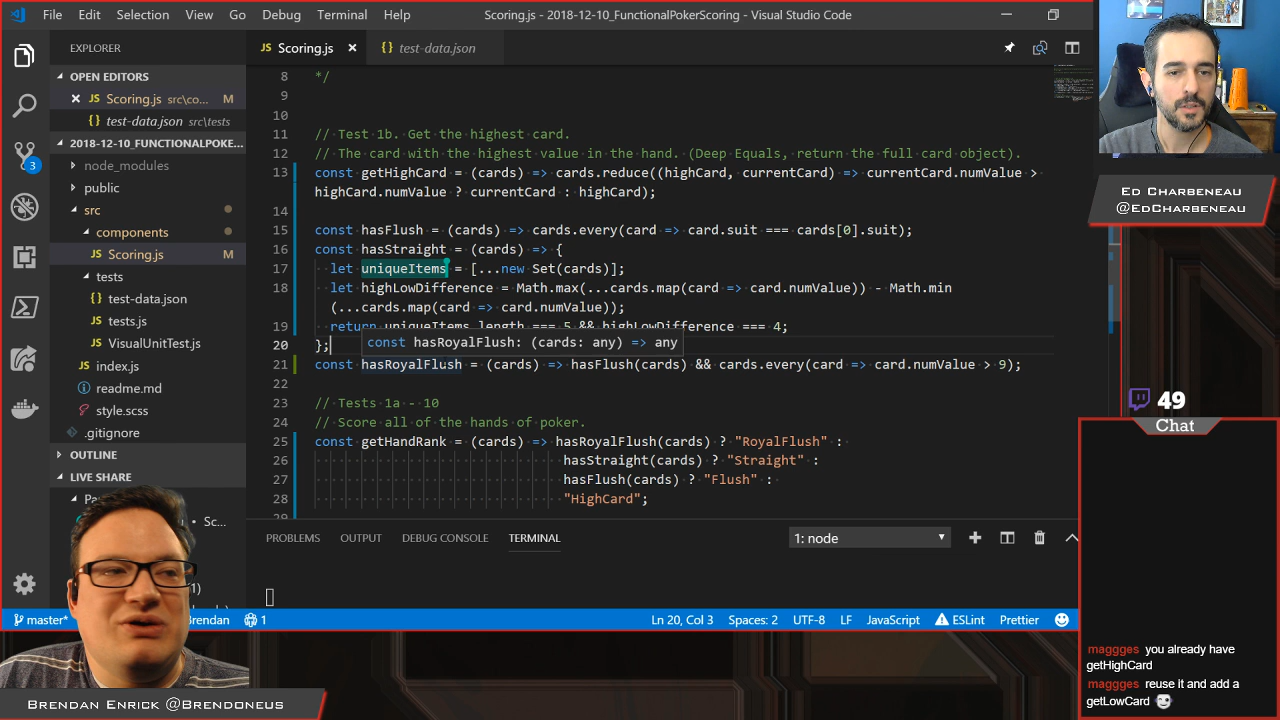 File Edit Selection View Go Debug Terminal Help
Scoring.js - 2018-12-10_FunctionalPokerScoring - Visual Studio Code
EXPLORER
OPEN EDITORS
Scoring.js src\co... M
test-data.json src\tests
2018-12-10_FUNCTIONALPOKE...
node_modules
public
src
components
Scoring.js M
tests
test-data.json
tests.js
VisualUnitTest.js
index.js
readme.md
style.scss
.gitignore
OUTLINE
LIVE SHARE
Sc...
3
Scoring.js
test-data.json
8 */
9
10
11 // Test 1b. Get the highest card.
12 // The card with the highest value in the hand. (Deep Equals, return the full card object).
13 const getHighCard = (cards) => cards.reduce((highCard, currentCard) => currentCard.numValue >
highCard.numValue ? currentCard : highCard);
14
15 const hasFlush = (cards) => cards.every(card => card.suit === cards[0].suit);
16 const hasStraight = (cards) => {
17 let uniqueItems = [...new Set(cards)];
18 let highLowDifference = Math.max(...cards.map(card => card.numValue)) - Math.min
(...cards.map(card => card.numValue));
19 return uniqueItems.length === 5 && highLowDifference === 4;
const hasRoyalFlush: (cards: any) => any
20 };
21 const hasRoyalFlush = (cards) => hasFlush(cards) && cards.every(card => card.numValue > 9);
22
23 // Tests 1a - 10
24 // Score all of the hands of poker.
25 const getHandRank = (cards) => hasRoyalFlush(cards) ? "RoyalFlush" :
26 hasStraight(cards) ? "Straight" :
27 hasFlush(cards) ? "Flush" :
28 "HighCard";
PROBLEMS OUTPUT DEBUG CONSOLE TERMINAL
1: node
master*
Brendan
1
Ln 20, Col 3 Spaces: 2 UTF-8 LF JavaScript ESLint Prettier
Ed Charbeneau
@EdCharbeneau
49
Chat
maggges you already have
getHighCard
maggges reuse it and add a
getLowCard
Brendan Enrick @Brendoneus